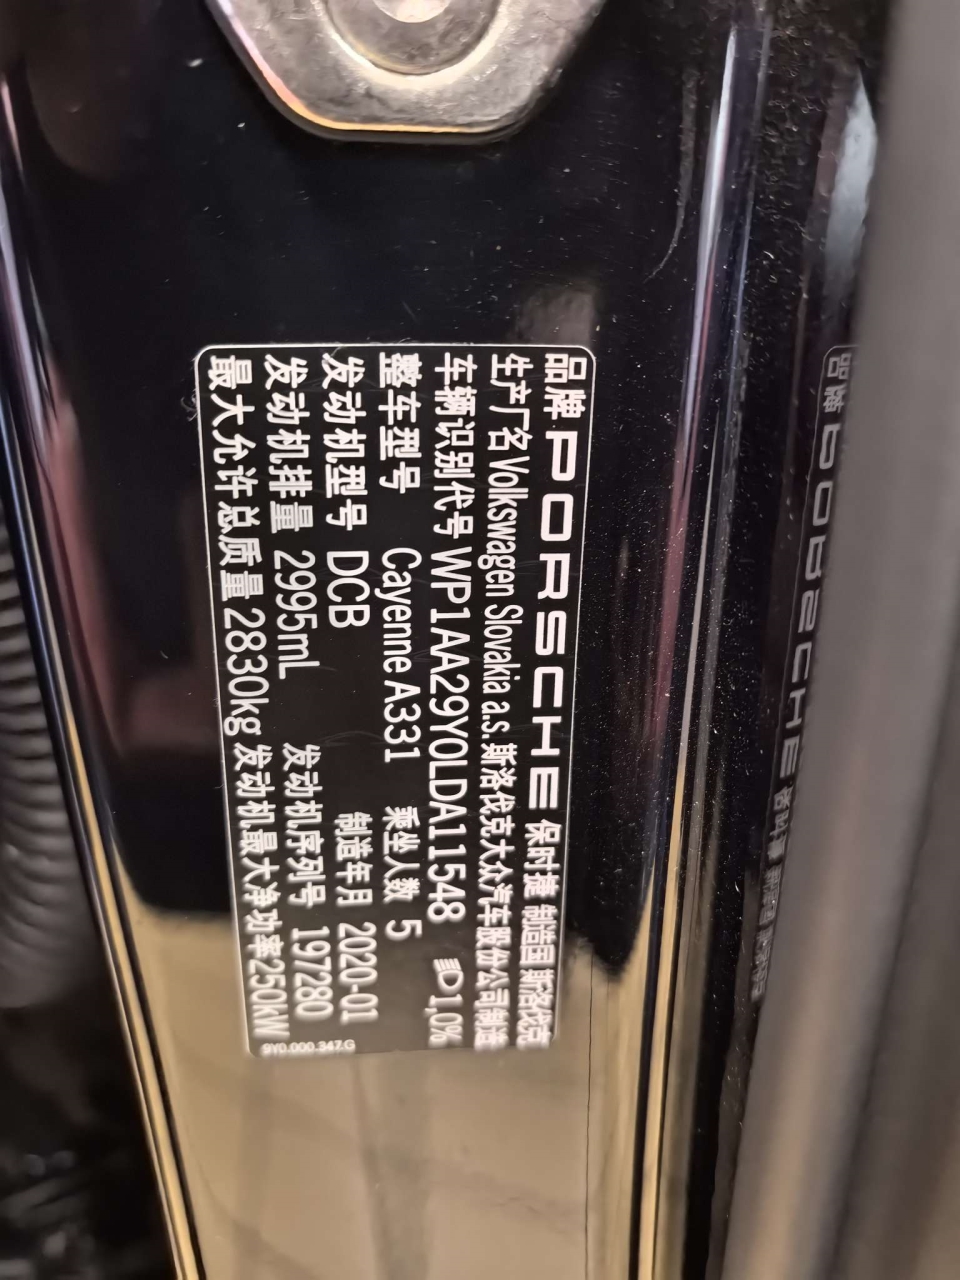 品牌 PORSCHE 保时捷 制造国 斯洛伐克
生产厂名 Volkswagen Slovakia a.s. 斯洛伐克大众汽车股份公司制造
车辆识别代号 WP1AA29Y0LDA11548 1,0%
整车型号 Cayenne A331 乘坐人数 5
发动机型号 DCB 制造年月 2020-01
发动机排量 2995mL 发动机序列号 197280
最大允许总质量 2830kg 发动机最大净功率 250kW
9Y0.000.347.G